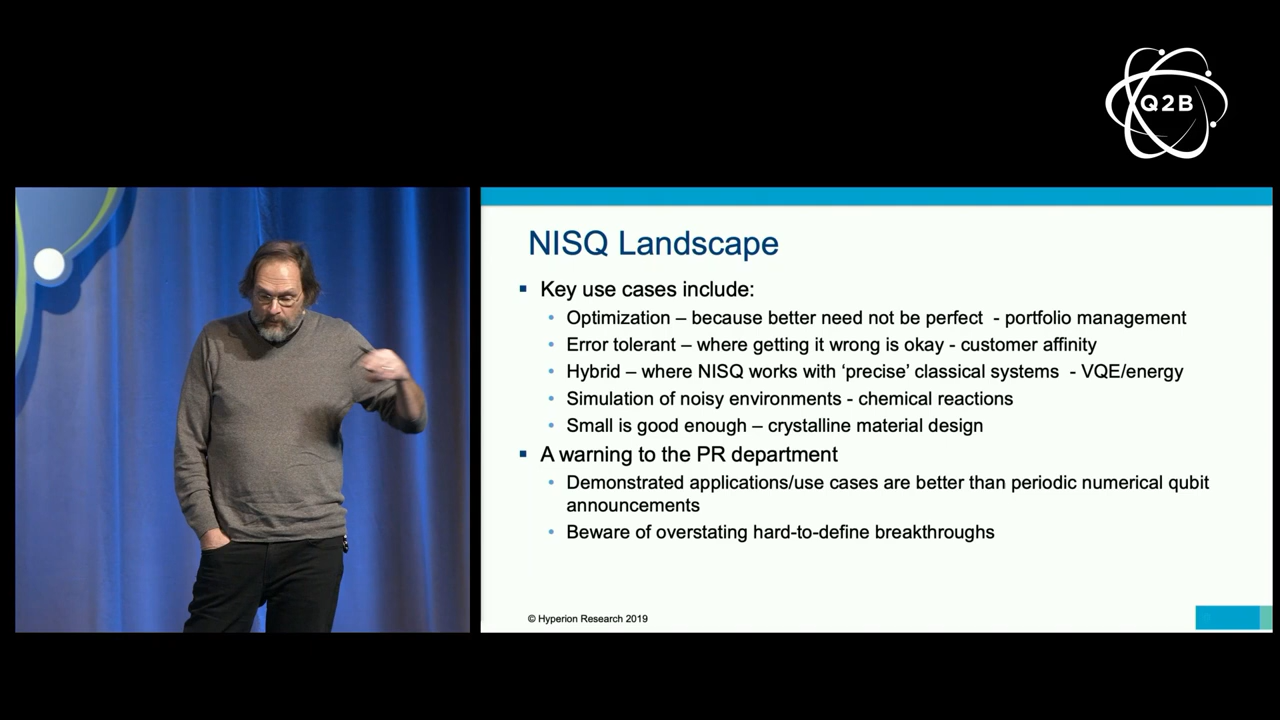 Q2B
NISQ Landscape
Key use cases include:
Optimization – because better need not be perfect - portfolio management
Error tolerant – where getting it wrong is okay - customer affinity
Hybrid – where NISQ works with ‘precise’ classical systems - VQE/energy
Simulation of noisy environments - chemical reactions
Small is good enough – crystalline material design
A warning to the PR department
Demonstrated applications/use cases are better than periodic numerical qubit
announcements
Beware of overstating hard-to-define breakthroughs
© Hyperion Research 2019